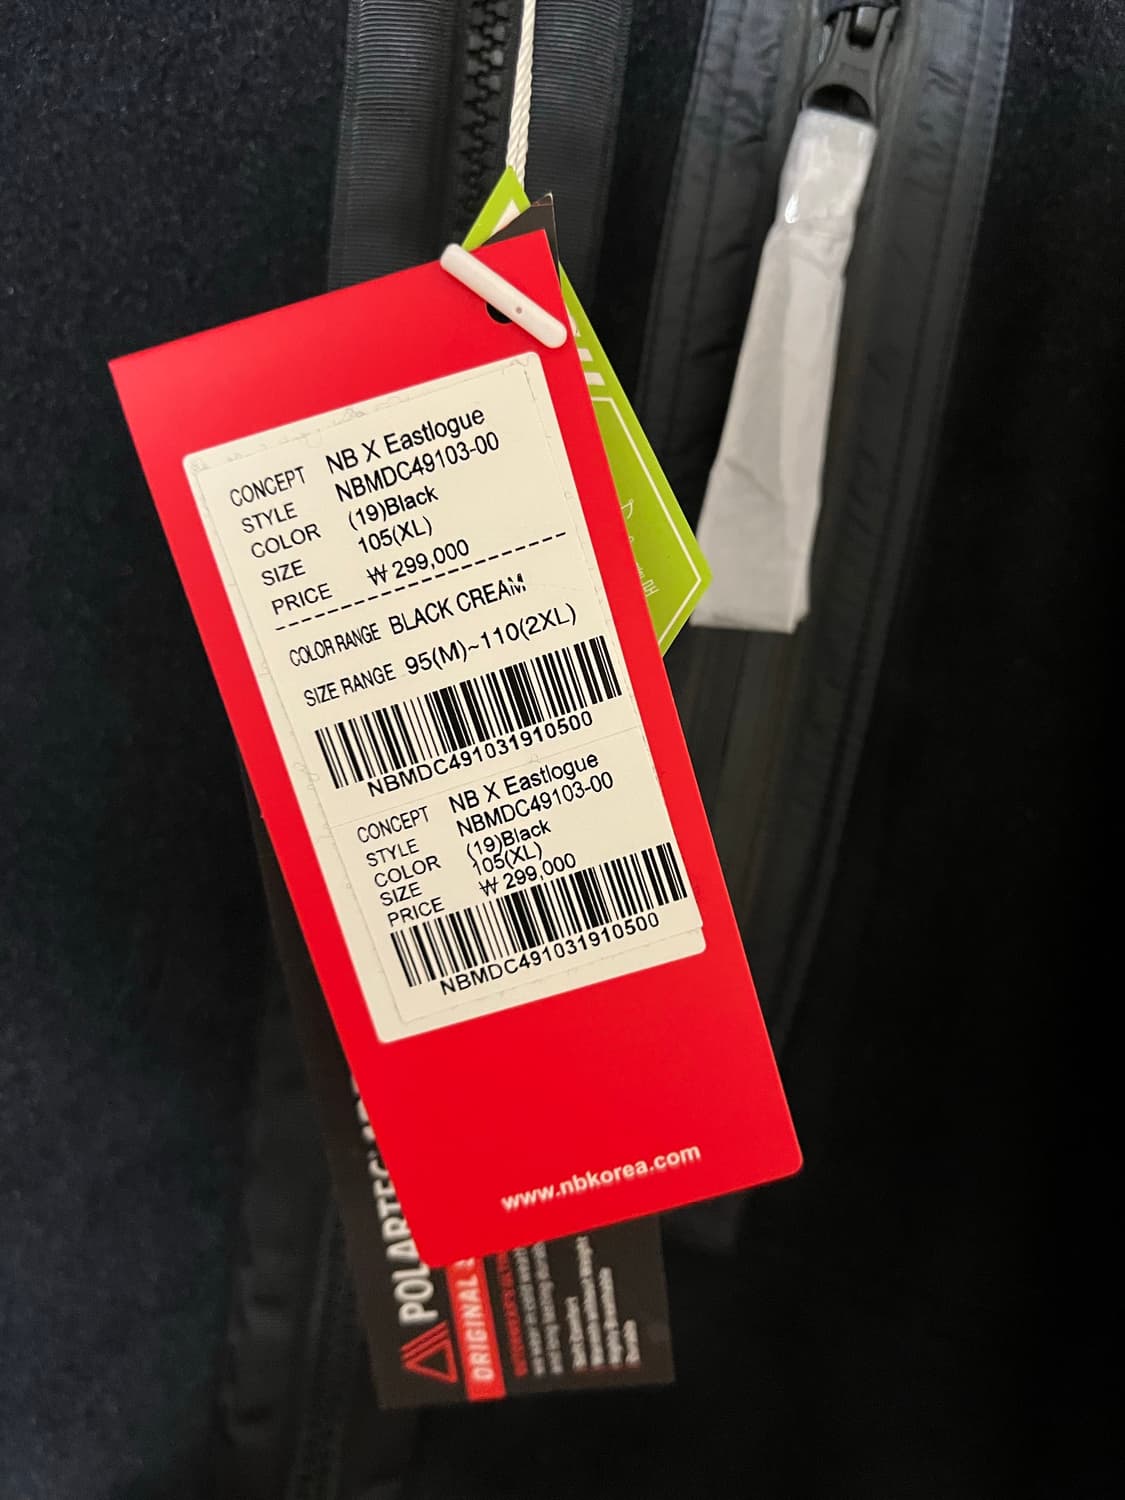 CONCEPT NB X Eastlogue
STYLE NBMDC49103-00
COLOR (19)Black
SIZE 105(XL)
PRICE ₩ 299,000
COLOR RANGE BLACK CREAM
SIZE RANGE 95(M)~110(2XL)
NBMDC491031910500
CONCEPT NB X Eastlogue
STYLE NBMDC49103-00
COLOR (19)Black
SIZE 105(XL)
PRICE ₩ 299,000
NBMDC491031910500
www.nbkorea.com
ORIGINAL
Durable